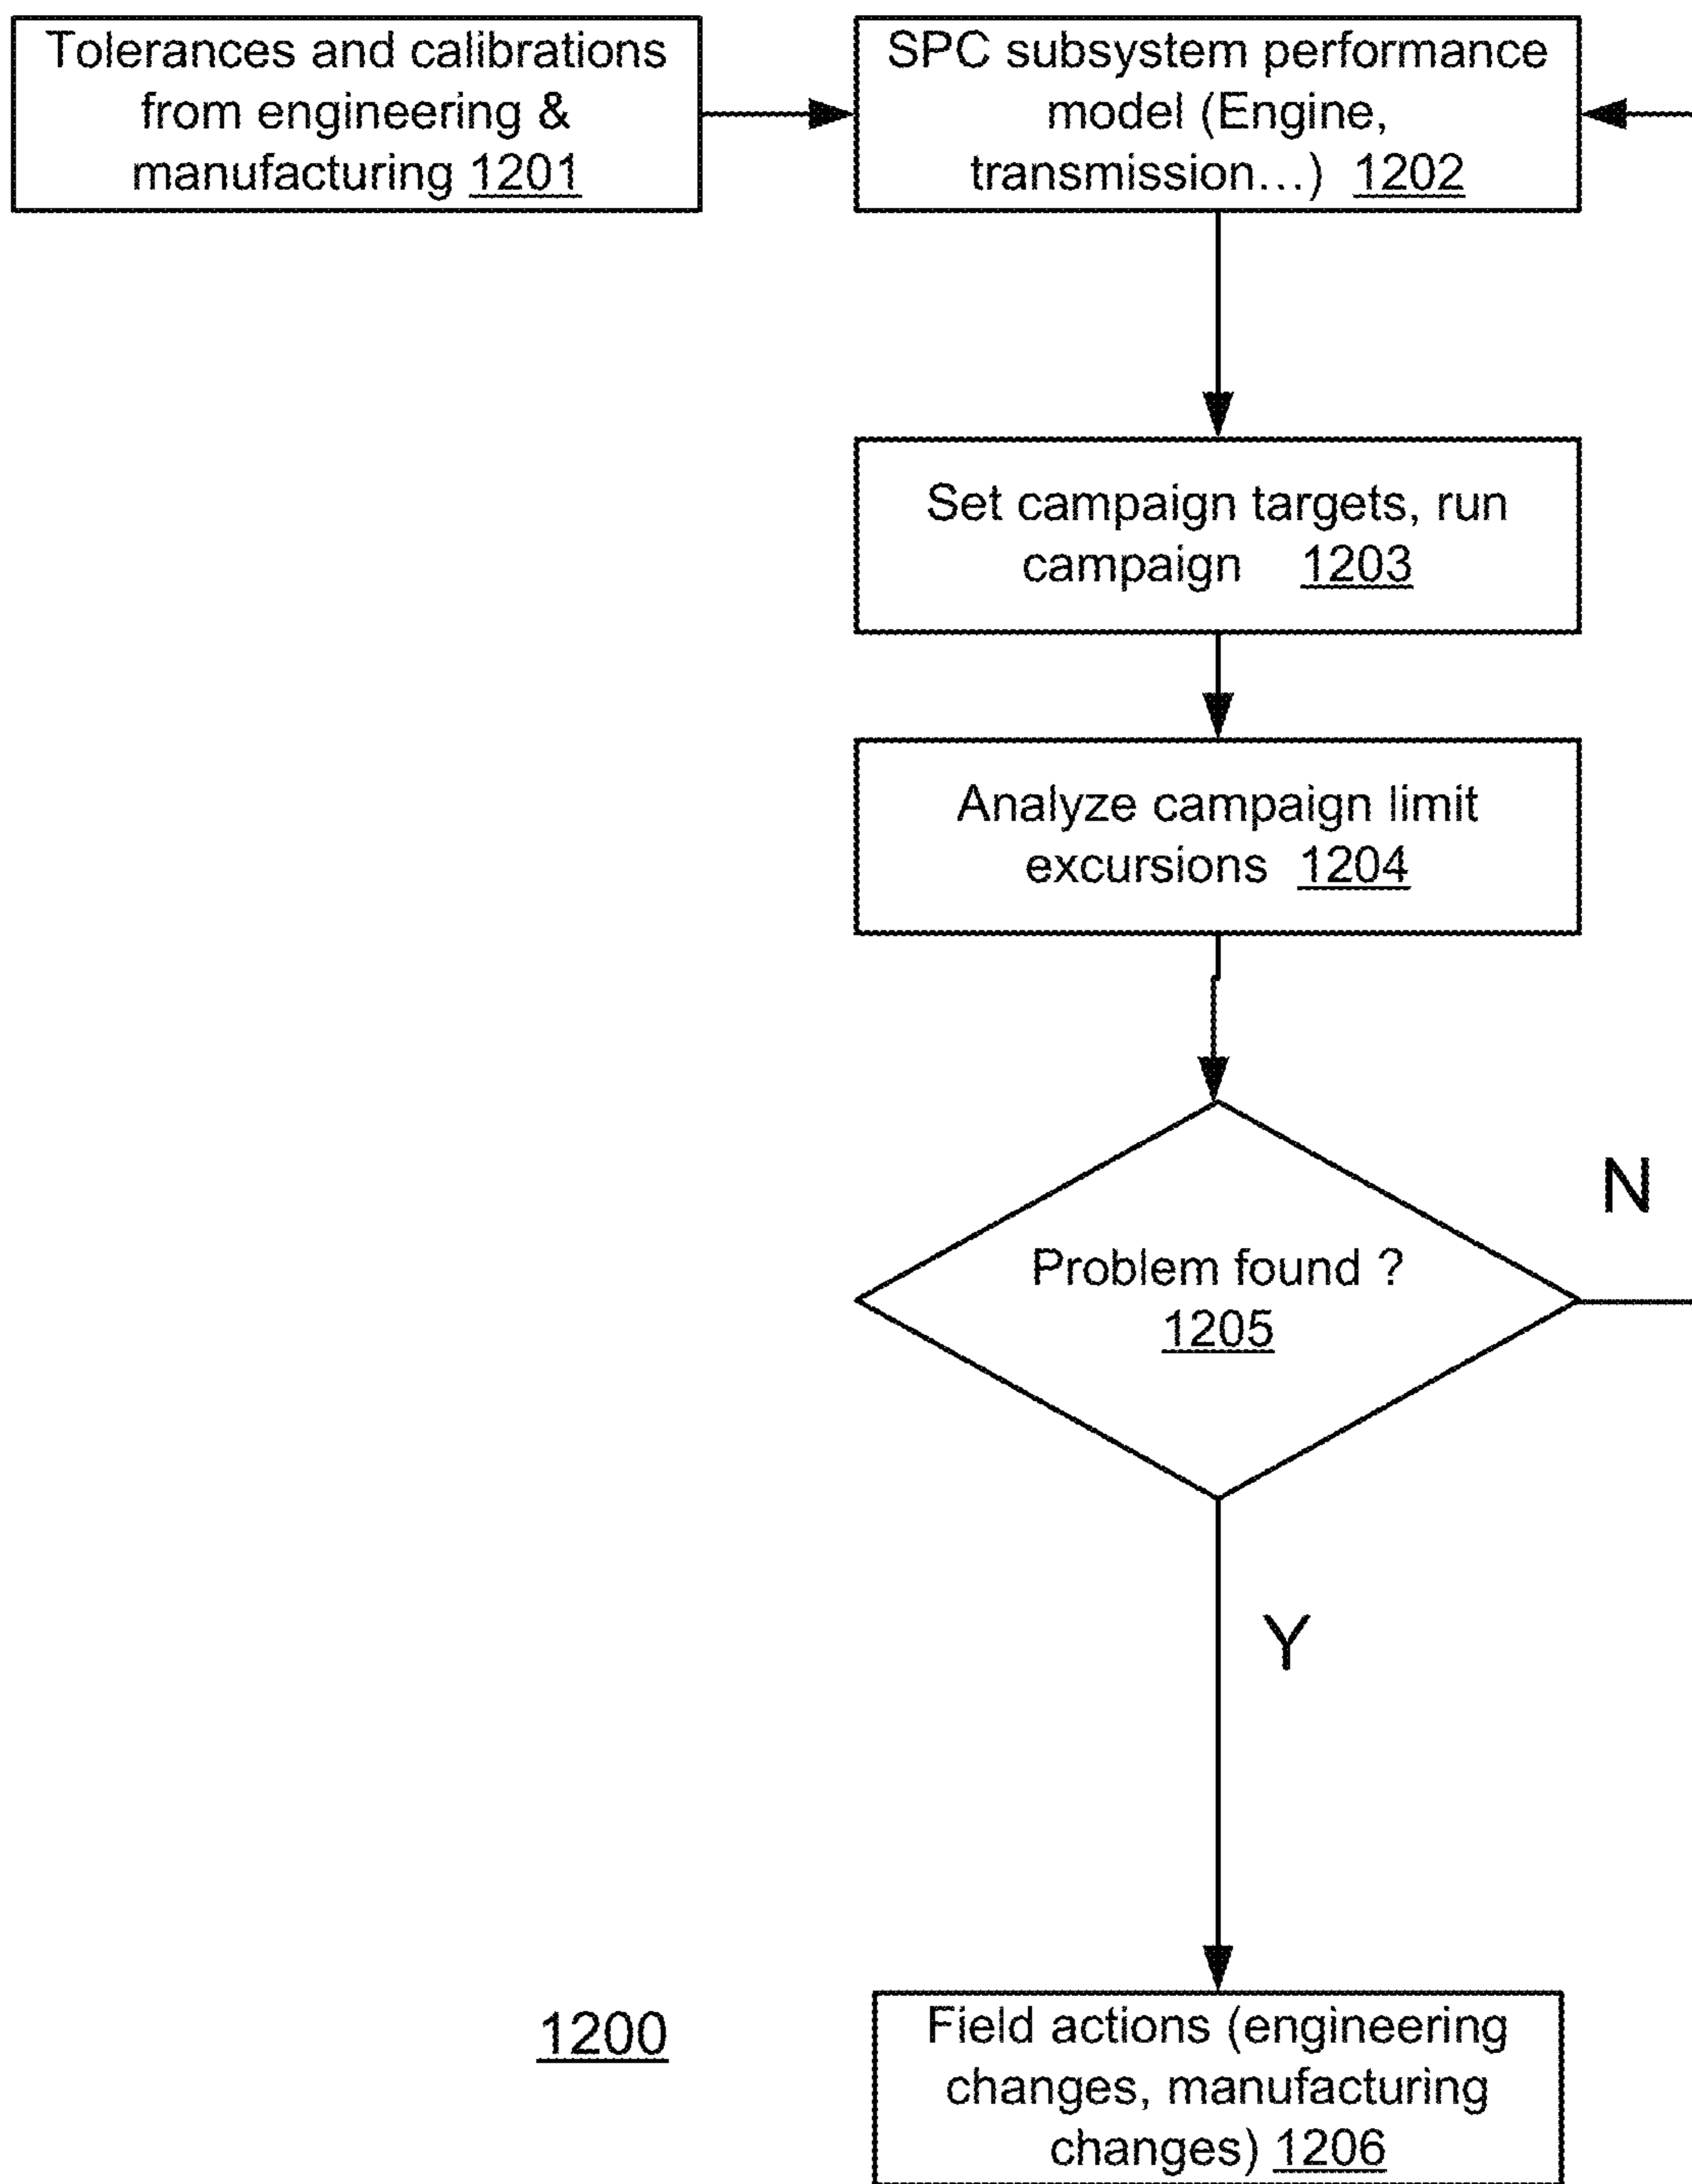 Tolerances and calibrations
from engineering &
manufacturing 1201
SPC subsystem performance
model (Engine,
transmission...) 1202
Set campaign targets, run
campaign 1203
Analyze campaign limit
excursions 1204
N
Problem found ?
1205
Y
1200
Field actions (engineering
changes, manufacturing
changes) 1206